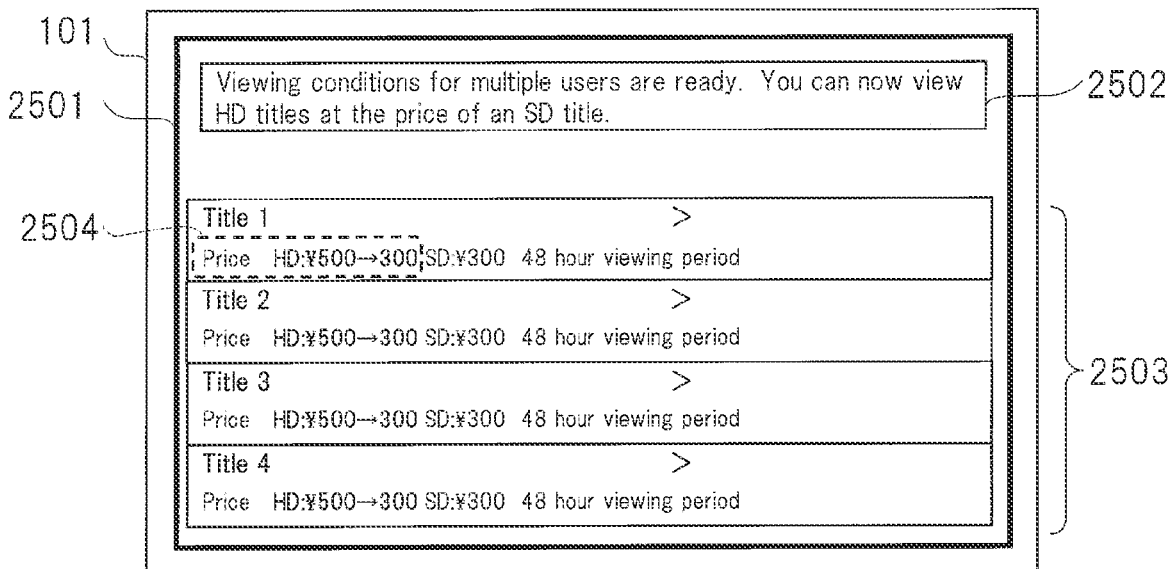 101
2501
Viewing conditions for multiple users are ready. You can now view
HD titles at the price of an SD title.
2502
2504
Title 1 >
Price HD:¥500→300 SD:¥300 48 hour viewing period
Title 2 >
Price HD:¥500→300 SD:¥300 48 hour viewing period
Title 3 >
Price HD:¥500→300 SD:¥300 48 hour viewing period
Title 4 >
Price HD:¥500→300 SD:¥300 48 hour viewing period
2503